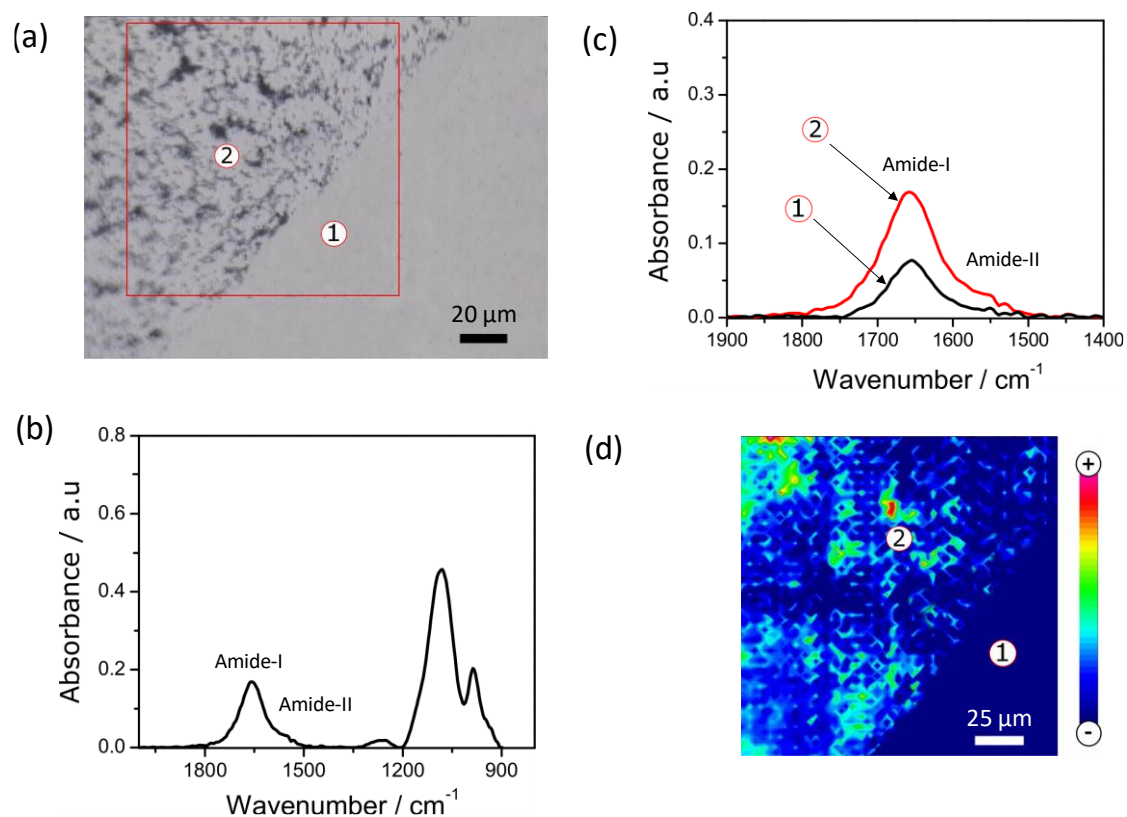 (a)
2
1
20 µm
(c)
Absorbance / a.u
0.4
0.3
0.2
0.1
0.0
2
1
Amide-I
Amide-II
1900 1800 1700 1600 1500 1400
Wavenumber / cm-1
(b)
Absorbance / a.u
0.8
0.6
0.4
0.2
0.0
Amide-I
Amide-II
1800 1500 1200 900
Wavenumber / cm-1
(d)
2
1
25 µm
+
-